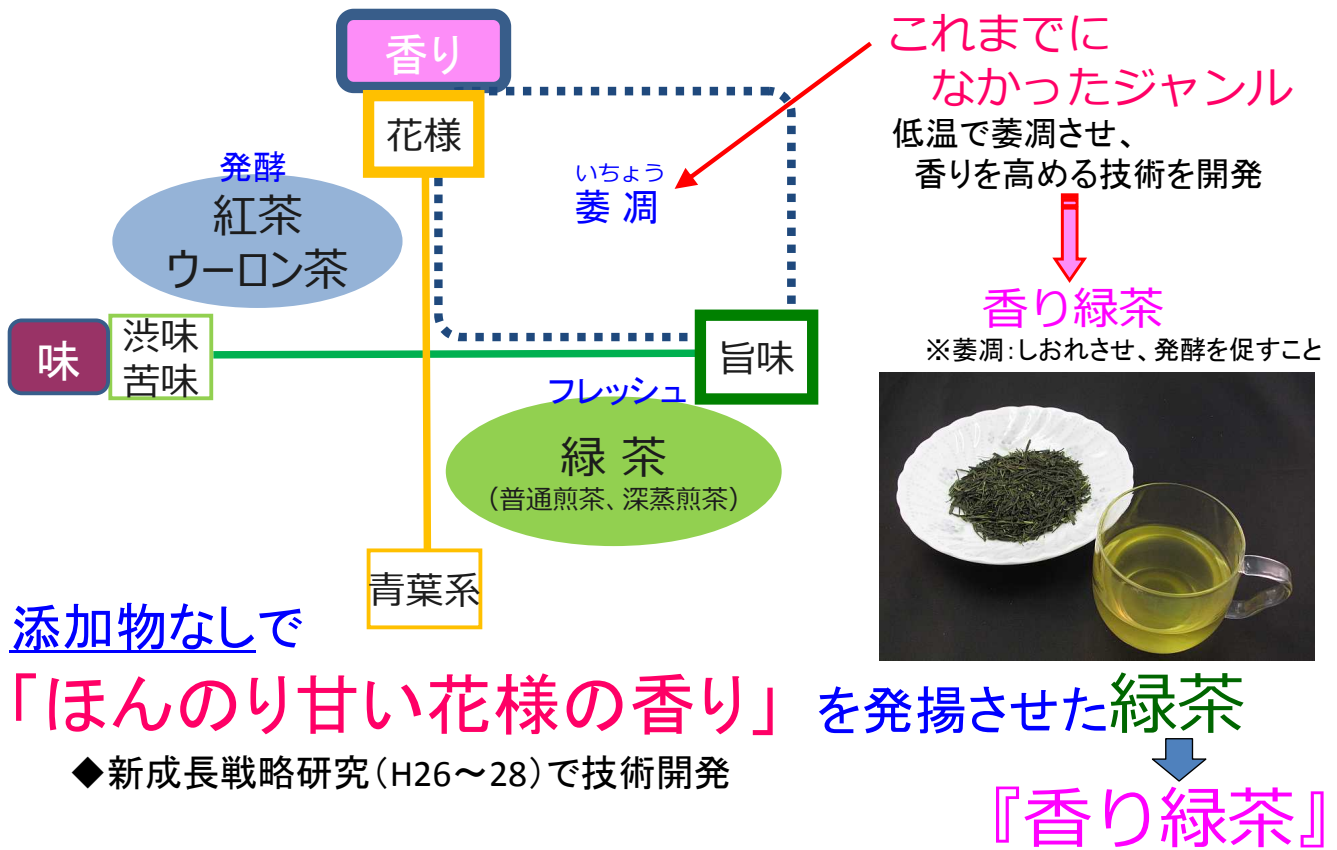 香り
花様
発酵
紅茶
ウーロン茶
味
渋味
苦味
いちょう
萎凋
旨味
フレッシュ
緑茶
(普通煎茶、深蒸煎茶)
青葉系
これまでに
なかったジャンル
低温で萎凋させ、
香りを高める技術を開発
香り緑茶
※萎凋:しおれさせ、発酵を促すこと
添加物なしで
「ほんのり甘い花様の香り」を発揚させた緑茶
◆新成長戦略研究(H26～28)で技術開発
『香り緑茶』